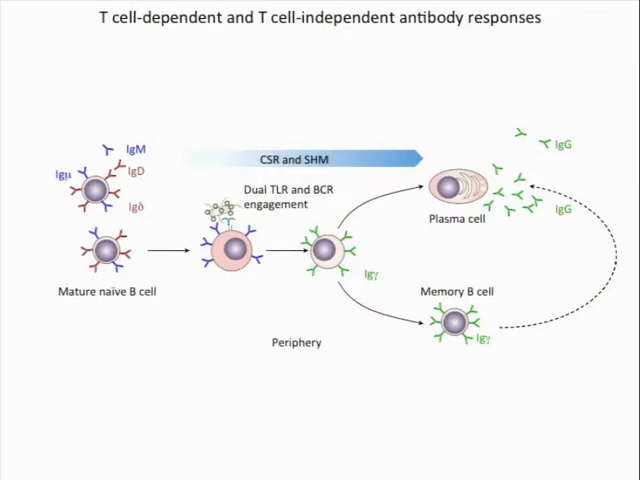 T cell-dependent and T cell-independent antibody responses
IgM
IgD
Igμ
Igδ
CSR and SHM
Dual TLR and BCR
engagement
IgG
IgG
Plasma cell
Igγ
Mature naïve B cell
Memory B cell
Igγ
Periphery